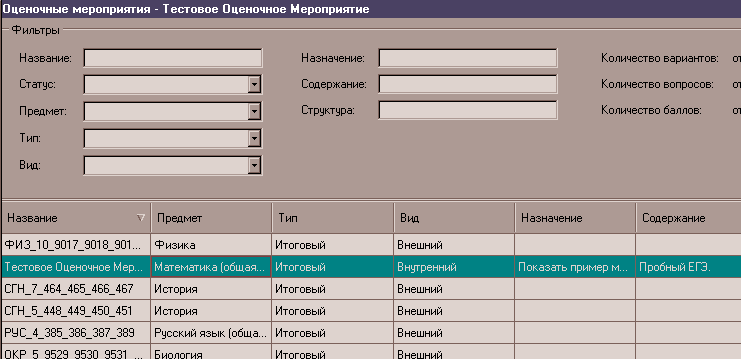 Оценочные мероприятия - Тестовое Оценочное Мероприятие
Фильтры
Название: Назначение: Количество вариантов: от
Статус: Содержание: Количество вопросов: от
Предмет: Структура: Количество баллов: от
Тип:
Вид:
Название Предмет Тип Вид Назначение Содержание
ФИЗ_10_9017_9018_901... Физика Итоговый Внешний
Тестовое Оценочное Мер... Математика (общая... Итоговый Внутренний Показать пример м... Пробный ЕГЭ.
СГН_7_464_465_466_467 История Итоговый Внешний
СГН_5_448_449_450_451 История Итоговый Внешний
РУС_4_385_386_387_389 Русский язык (обща... Итоговый Внешний
ОКР_5_9529_9530_9531_... Биология Итоговый Внешний